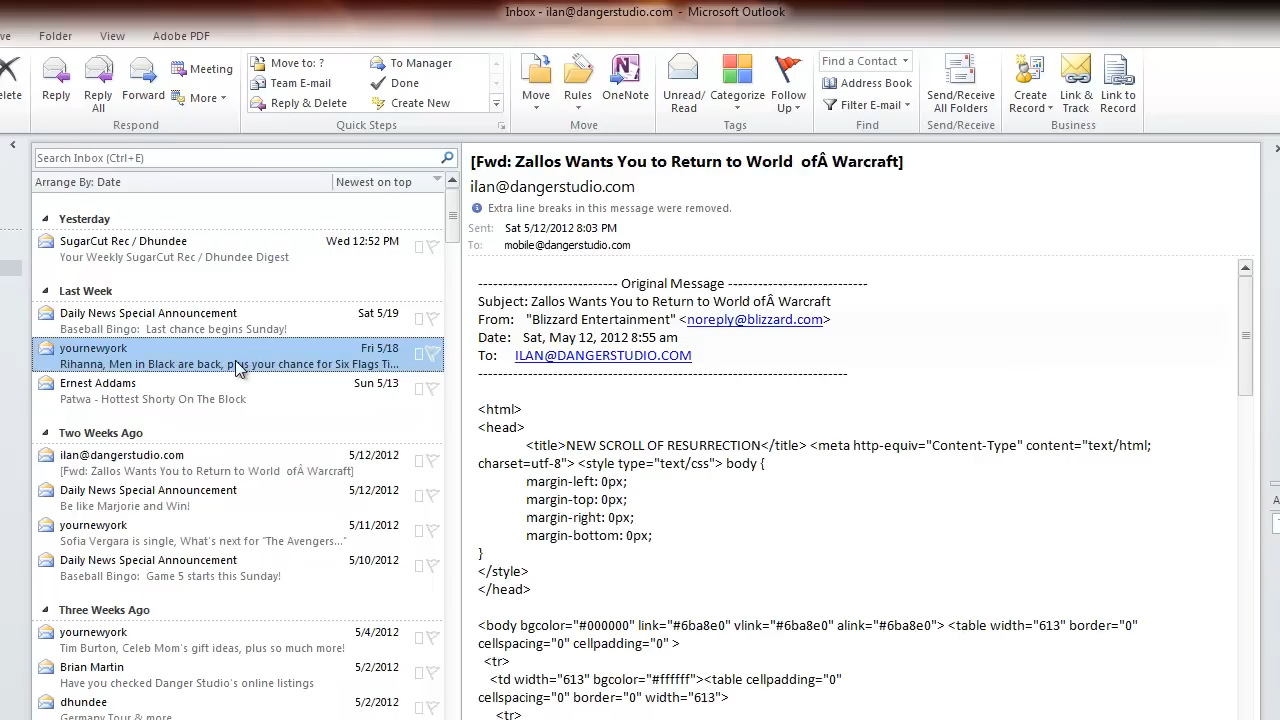 Inbox - ilan@dangerstudio.com - Microsoft Outlook
ve Folder View Adobe PDF
elete
Reply
Reply All
Forward
Meeting
More
Respond
Move to: ?
Team E-mail
Reply & Delete
To Manager
Done
Create New
Quick Steps
Move
Rules
OneNote
Move
Unread/ Read
Categorize
Follow Up
Tags
Find a Contact
Address Book
Filter E-mail
Find
Send/Receive All Folders
Send/Receive
Create Record
Link & Track
Link to Record
Business
Search Inbox (Ctrl+E)
Arrange By: Date Newest on top
Yesterday
SugarCut Rec / Dhundee Wed 12:52 PM
Your Weekly SugarCut Rec / Dhundee Digest
Last Week
Daily News Special Announcement Sat 5/19
Baseball Bingo: Last chance begins Sunday!
yournewyork Fri 5/18
Rihanna, Men in Black are back, plus your chance for Six Flags Ti...
Ernest Addams Sun 5/13
Patwa - Hottest Shorty On The Block
Two Weeks Ago
ilan@dangerstudio.com 5/12/2012
[Fwd: Zallos Wants You to Return to World ofÂ Warcraft]
Daily News Special Announcement 5/12/2012
Be like Marjorie and Win!
yournewyork 5/11/2012
Sofia Vergara is single, What's next for "The Avengers..."
Daily News Special Announcement 5/10/2012
Baseball Bingo: Game 5 starts this Sunday!
Three Weeks Ago
yournewyork 5/4/2012
Tim Burton, Celeb Mom's gift ideas, plus so much more!
Brian Martin 5/2/2012
Have you checked Danger Studio's online listings
dhundee 5/2/2012
Germany Tour & more
[Fwd: Zallos Wants You to Return to World ofÂ Warcraft]
ilan@dangerstudio.com
Extra line breaks in this message were removed.
Sent: Sat 5/12/2012 8:03 PM
To: mobile@dangerstudio.com
---------------------------- Original Message ----------------------------
Subject: Zallos Wants You to Return to World ofÂ Warcraft
From: "Blizzard Entertainment" <noreply@blizzard.com>
Date: Sat, May 12, 2012 8:55 am
To: ILAN@DANGERSTUDIO.COM
--------------------------------------------------------------------------
<html>
<head>
<title>NEW SCROLL OF RESURRECTION</title> <meta http-equiv="Content-Type" content="text/html;
charset=utf-8"> <style type="text/css"> body {
margin-left: 0px;
margin-top: 0px;
margin-right: 0px;
margin-bottom: 0px;
}
</style>
</head>
<body bgcolor="#000000" link="#6ba8e0" vlink="#6ba8e0" alink="#6ba8e0"> <table width="613" border="0"
cellspacing="0" cellpadding="0" >
<tr>
<td width="613" bgcolor="#ffffff"><table cellpadding="0"
cellspacing="0" border="0" width="613">
<tr>